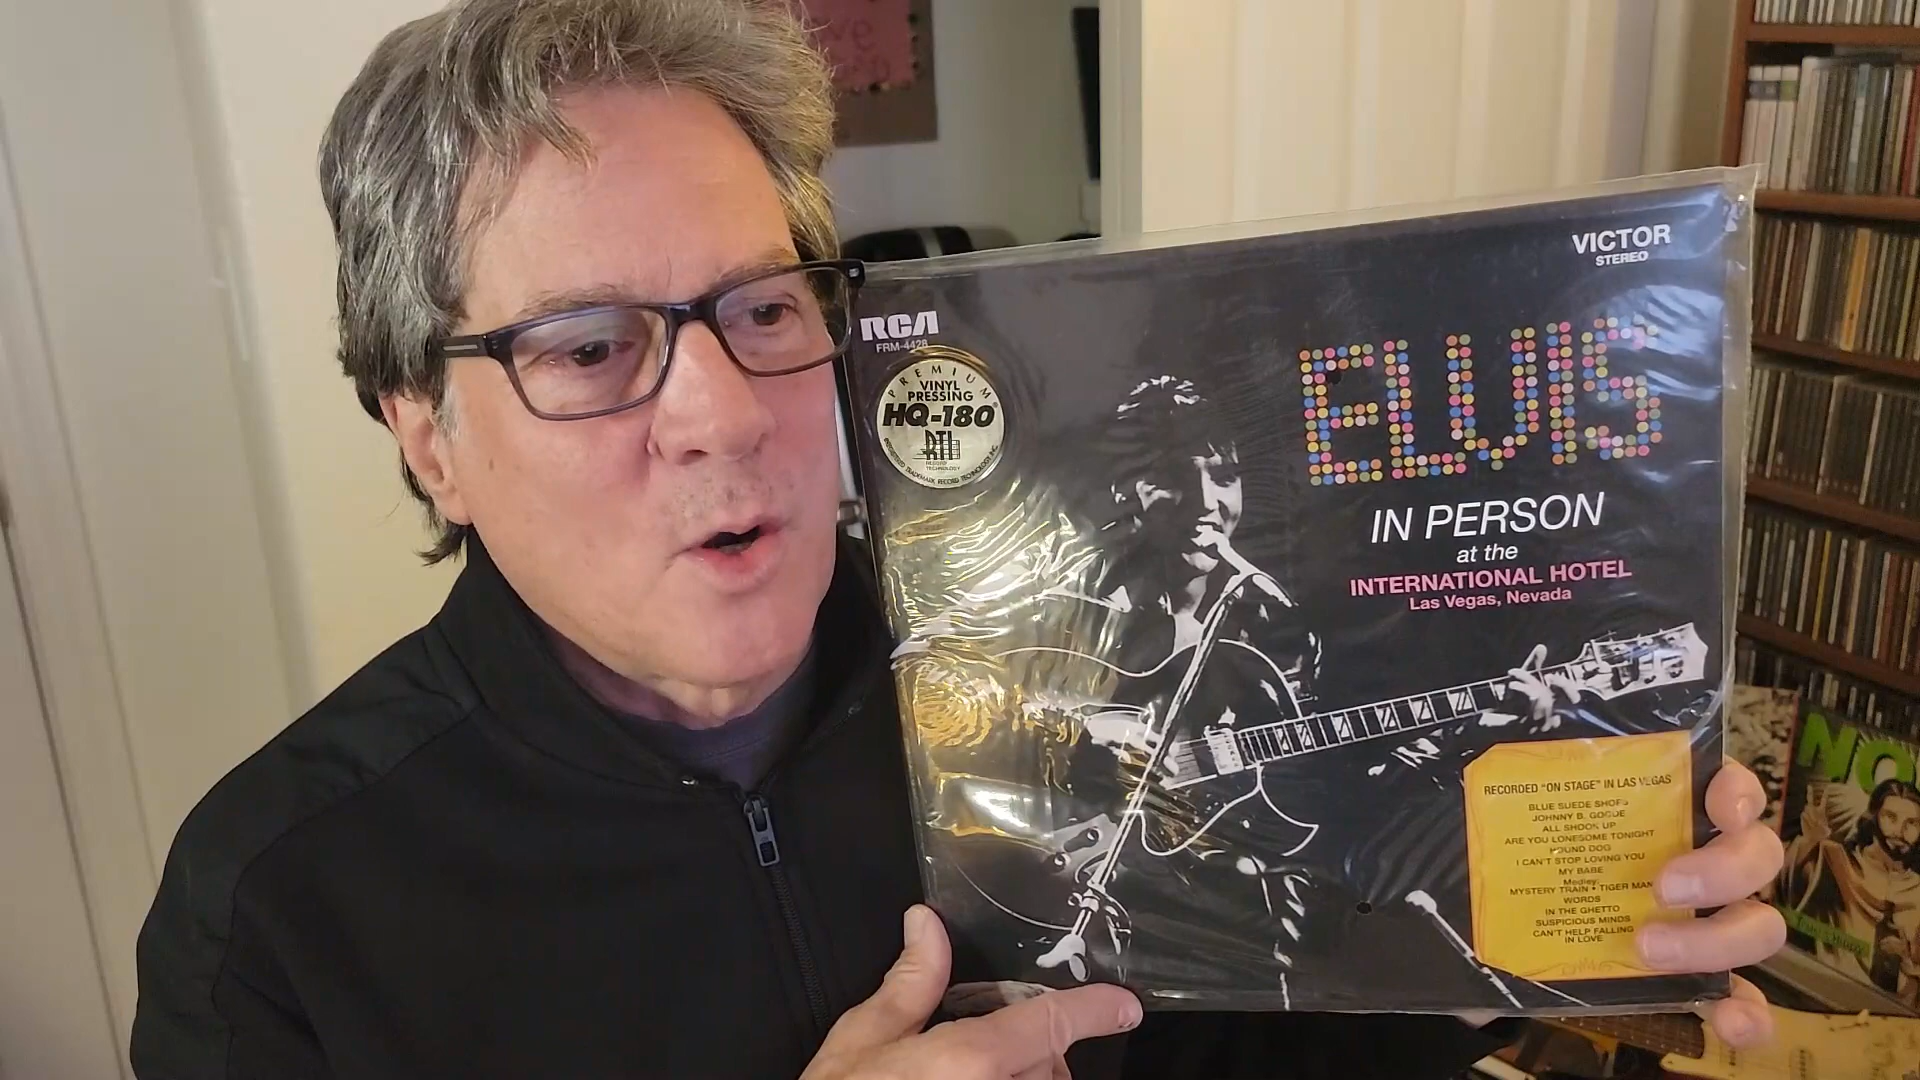 VICTOR
STEREO
RCA
FRM-4428
PREMIUM
VINYL
PRESSING
HQ-180®
RTI
RECORD
TECHNOLOGY
ELVIS
IN PERSON
at the
INTERNATIONAL HOTEL
Las Vegas, Nevada
RECORDED "ON STAGE" IN LAS VEGAS
BLUE SUEDE SHOES
JOHNNY B. GOODE
ALL SHOOK UP
ARE YOU LONESOME TONIGHT
HOUND DOG
I CAN'T STOP LOVING YOU
MY BABE
Medley:
MYSTERY TRAIN • TIGER MAN
WORDS
IN THE GHETTO
SUSPICIOUS MINDS
CAN'T HELP FALLING
IN LOVE
NO